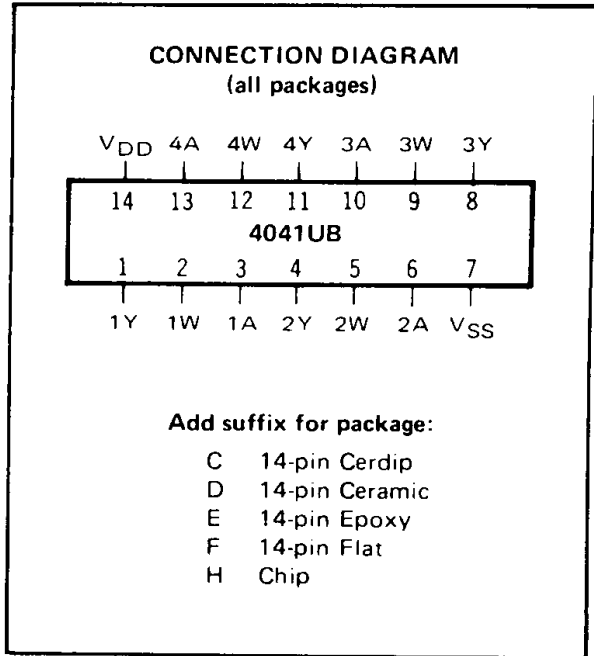 CONNECTION DIAGRAM
(all packages)
VDD 4A 4W 4Y 3A 3W 3Y
14 13 12 11 10 9 8
4041UB
1 2 3 4 5 6 7
1Y 1W 1A 2Y 2W 2A VSS
Add suffix for package:
C 14-pin Cerdip
D 14-pin Ceramic
E 14-pin Epoxy
F 14-pin Flat
H Chip